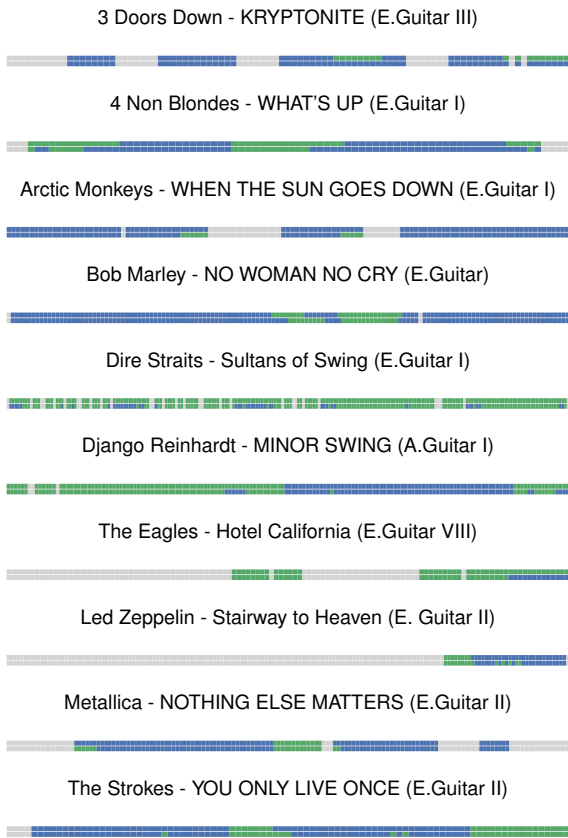 3 Doors Down - KRYPTONITE (E.Guitar III)
4 Non Blondes - WHAT'S UP (E.Guitar I)
Arctic Monkeys - WHEN THE SUN GOES DOWN (E.Guitar I)
Bob Marley - NO WOMAN NO CRY (E.Guitar)
Dire Straits - Sultans of Swing (E.Guitar I)
Django Reinhardt - MINOR SWING (A.Guitar I)
The Eagles - Hotel California (E.Guitar VIII)
Led Zeppelin - Stairway to Heaven (E. Guitar II)
Metallica - NOTHING ELSE MATTERS (E.Guitar II)
The Strokes - YOU ONLY LIVE ONCE (E.Guitar II)